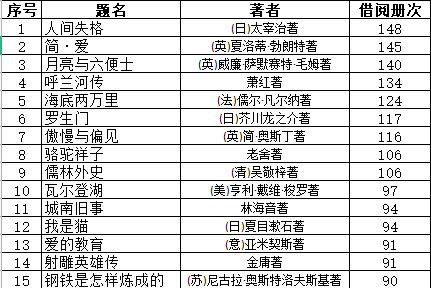 序号 题名 著者 借阅册次
1 人间失格 (日)太宰治著 148
2 简·爱 (英)夏洛蒂·勃朗特著 145
3 月亮与六便士 (英)威廉·萨默赛特·毛姆著 140
4 呼兰河传 萧红著 134
5 海底两万里 (法)儒尔·凡尔纳著 124
6 罗生门 (日)芥川龙之介著 117
7 傲慢与偏见 (英)简·奥斯丁著 116
8 骆驼祥子 老舍著 106
9 儒林外史 (清)吴敬梓著 106
10 瓦尔登湖 (美)亨利·戴维·梭罗著 97
11 城南旧事 林海音著 94
12 我是猫 (日)夏目漱石著 94
13 爱的教育 (意)亚米契斯著 91
14 射雕英雄传 金庸著 91
15 钢铁是怎样炼成的 (苏)尼古拉·奥斯特洛夫斯基著 90